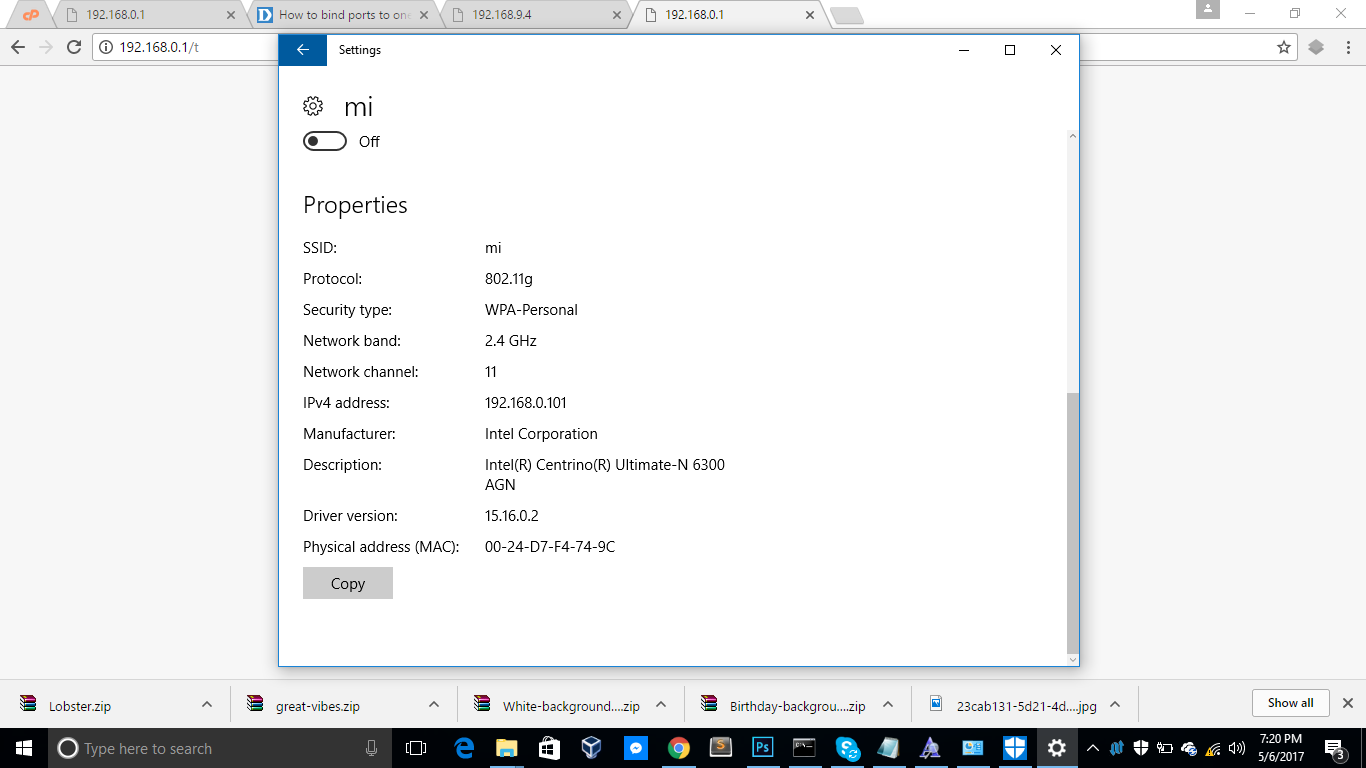 192.168.0.1
How to bind ports to one
192.168.9.4
192.168.0.1
192.168.0.1/t
Settings
mi
Off
Properties
SSID: mi
Protocol: 802.11g
Security type: WPA-Personal
Network band: 2.4 GHz
Network channel: 11
IPv4 address: 192.168.0.101
Manufacturer: Intel Corporation
Description: Intel(R) Centrino(R) Ultimate-N 6300
AGN
Driver version: 15.16.0.2
Physical address (MAC): 00-24-D7-F4-74-9C
Copy
Lobster.zip
great-vibes.zip
White-background....zip
Birthday-backgrou....zip
23cab131-5d21-4d....jpg
Show all
Type here to search
7:20 PM
5/6/2017
3